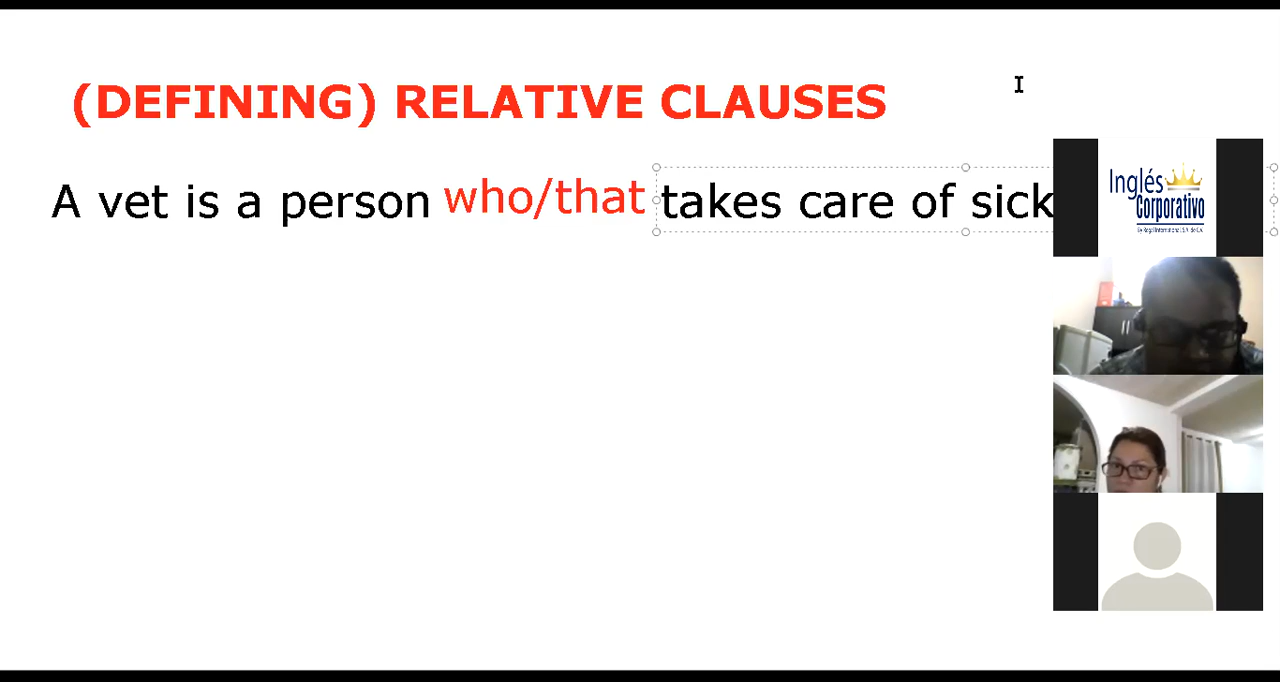 (DEFINING) RELATIVE CLAUSES
A vet is a person who/that takes care of sick
Inglés
Corporativo